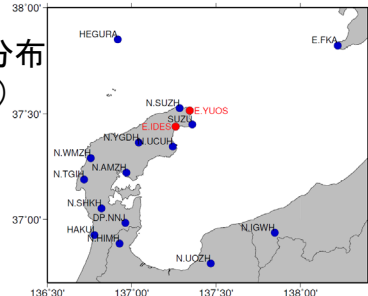 分布
)
38°00'
37°30'
37°00'
HEGURA
E.FKA
N.SUZH
E.YUOS
SUZU
E.IDES
N.YGDH
N.UCUH
N.WMZH
N.AMZH
N.TGIH
N.SHKH
DP.NNJ
HAKUI
N.HIMH
N.IGWH
N.UOZH
136°30'
137°00'
137°30'
138°00'